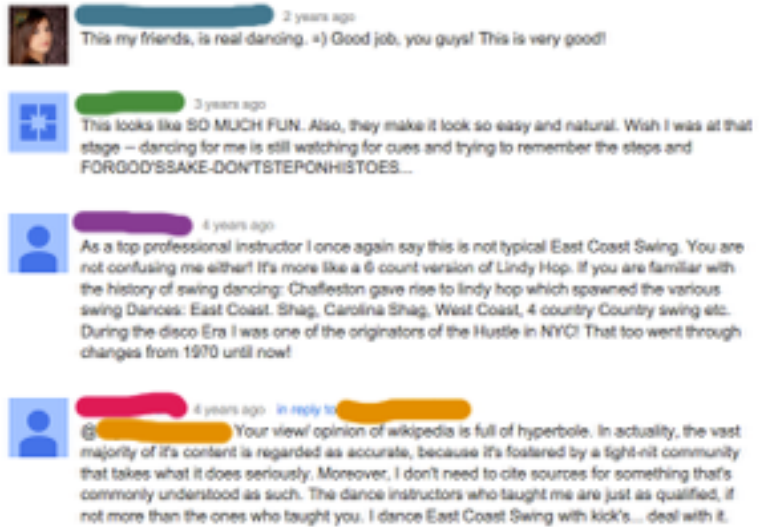 2 years ago
This my friends, is real dancing. =) Good job, you guys! This is very good!
3 years ago
This looks like SO MUCH FUN. Also, they make it look so easy and natural. Wish I was at that
stage -- dancing for me is still watching for cues and trying to remember the steps and
FORGOD'SSAKE-DON'TSTEPONHISTOES...
4 years ago
As a top professional instructor I once again say this is not typical East Coast Swing. You are
not confusing me either! It's more like a 6 count version of Lindy Hop. If you are familiar with
the history of swing dancing: Chafleston gave rise to lindy hop which spawned the various
swing Dances: East Coast. Shag, Carolina Shag, West Coast, 4 country Country swing etc.
During the disco Era I was one of the originators of the Hustle in NYC! That too went through
changes from 1970 until now!
4 years ago in reply to
@ Your view/ opinion of wikipedia is full of hyperbole. In actuality, the vast
majority of it's content is regarded as accurate, because it's fostered by a tight-nit community
that takes what it does seriously. Moreover, I don't need to cite sources for something that's
commonly understood as such. The dance instructors who taught me are just as qualified, if
not more than the ones who taught you. I dance East Coast Swing with kick's... deal with it.